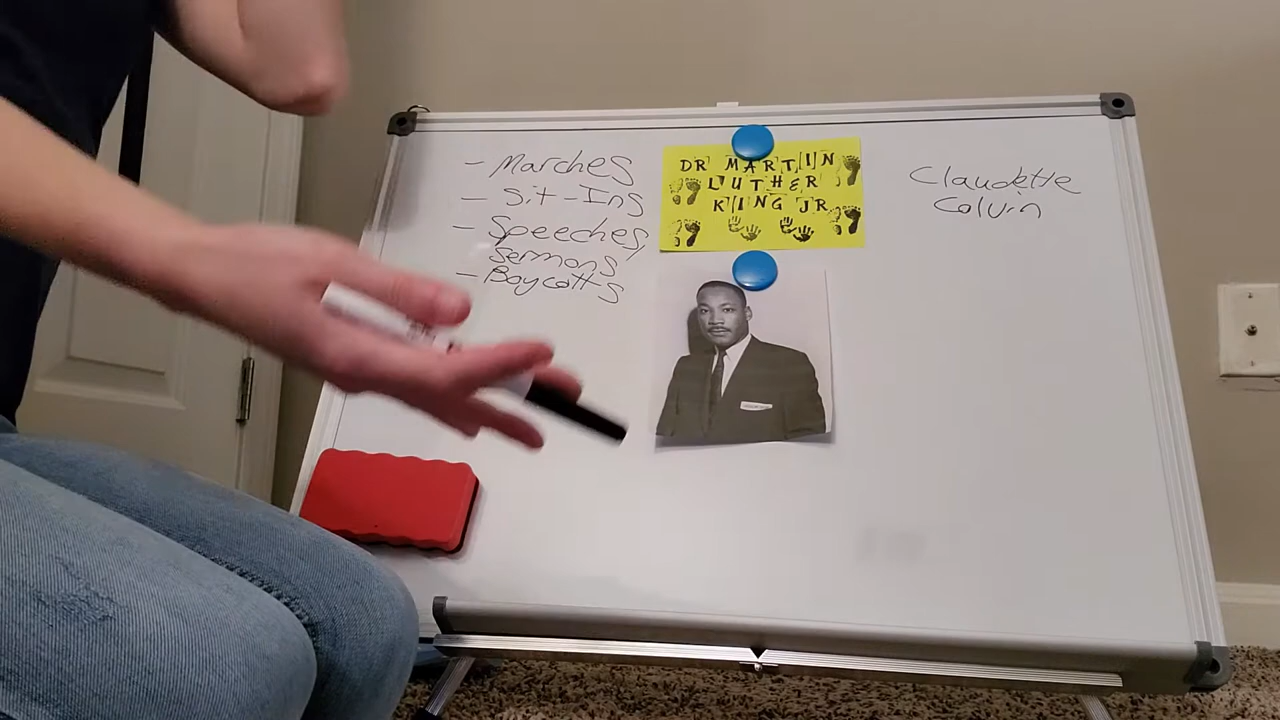 - Marches
- Sit-Ins
- Speeches,
Sermons
- Boycotts
DR MARTIN
LUTHER
KING JR
Claudette
Colvin